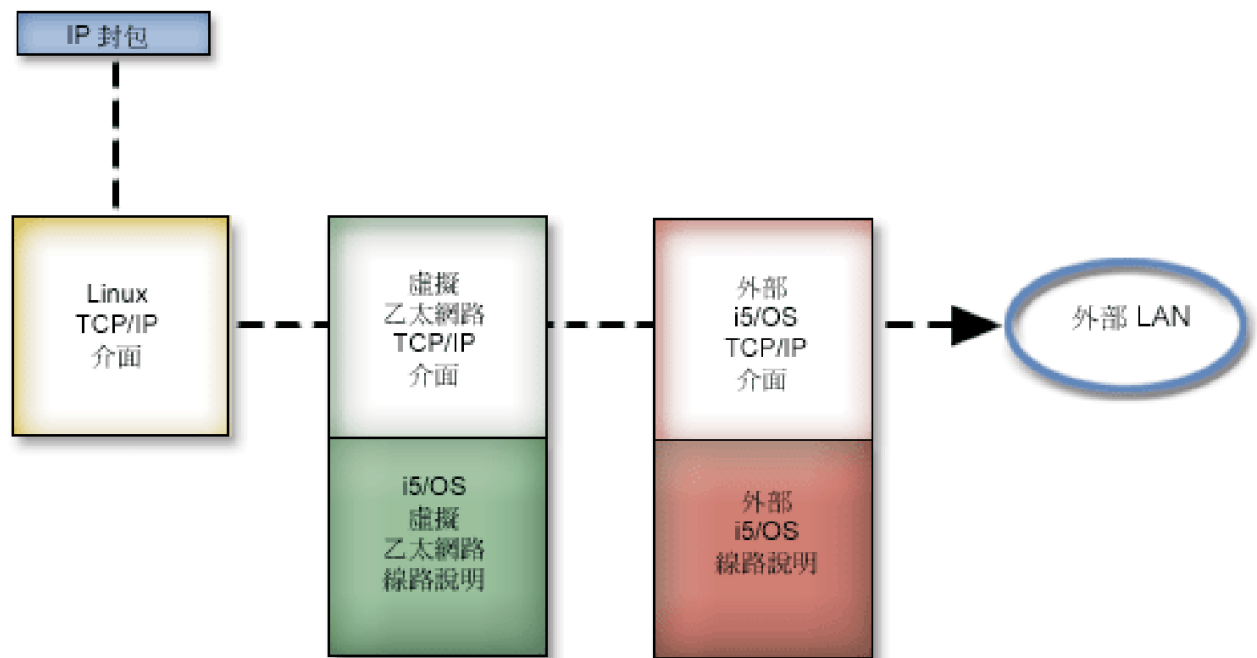 IP 封包
Linux
TCP/IP
介面
虛擬
乙太網路
TCP/IP
介面
i5/OS
虛擬
乙太網路
線路說明
外部
i5/OS
TCP/IP
介面
外部
i5/OS
線路說明
外部 LAN